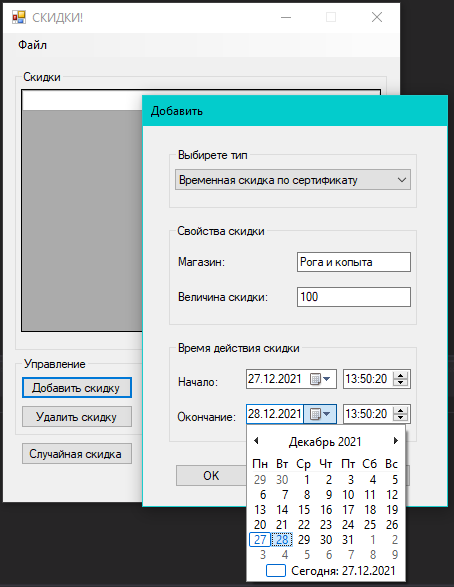 СКИДКИ!
Файл
Скидки
Добавить
Выбирете тип
Временная скидка по сертификату
Свойства скидки
Магазин: Рога и копыта
Величина скидки: 100
Время действия скидки
Начало: 27.12.2021 13:50:20
Окончание: 28.12.2021 13:50:20
Управление
Добавить скидку
Удалить скидку
Случайная скидка
OK
Декабрь 2021
Пн Вт Ср Чт Пт Сб Вс
29 30 1 2 3 4 5
6 7 8 9 10 11 12
13 14 15 16 17 18 19
20 21 22 23 24 25 26
27 28 29 30 31 1 2
3 4 5 6 7 8 9
Сегодня: 27.12.2021